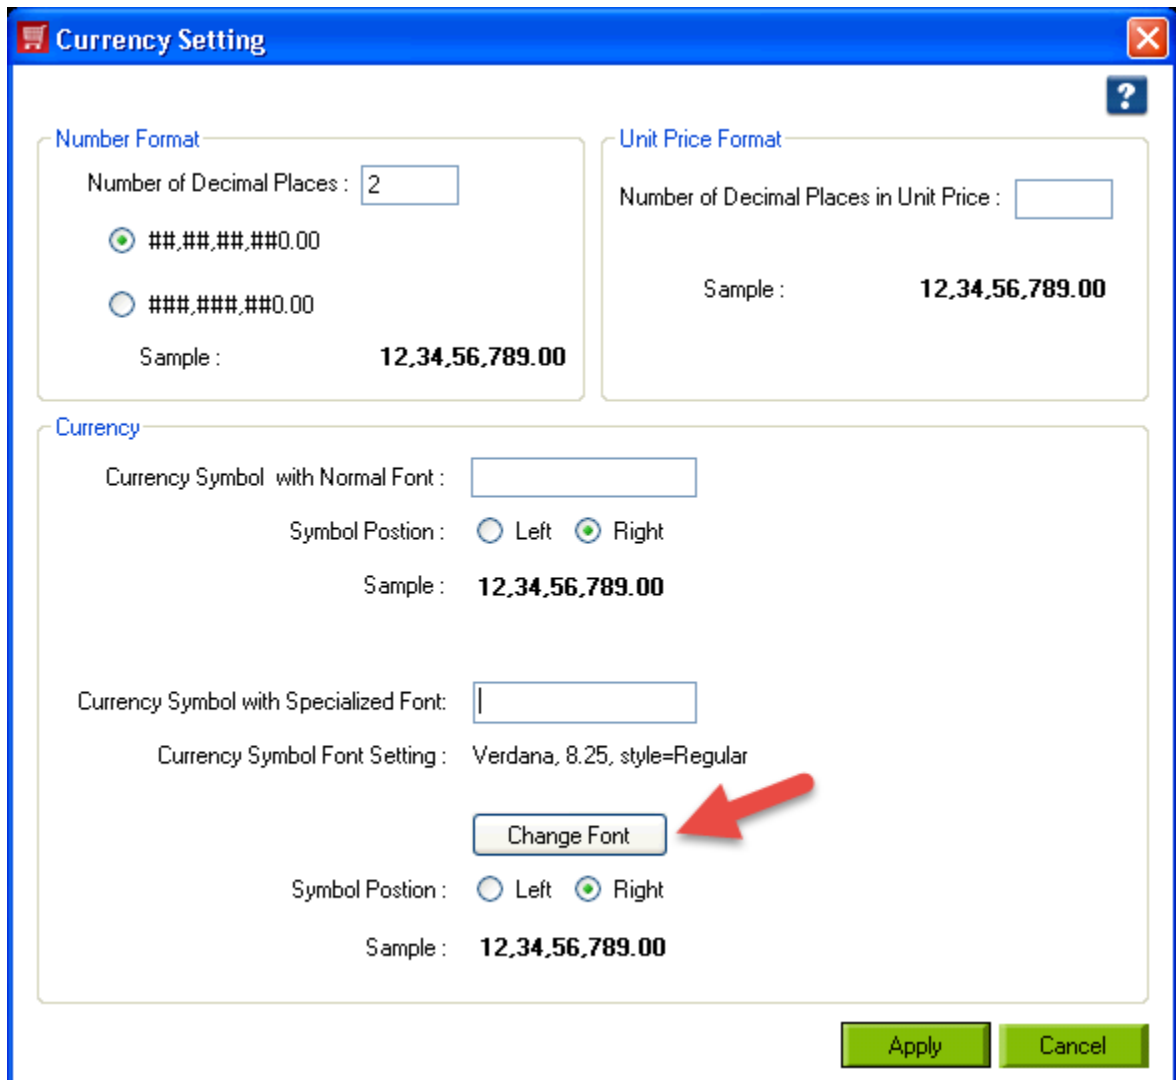 Currency Setting
?
Number Format
Number of Decimal Places : 2
##,##,##,##0.00
###,###,##0.00
Sample : 12,34,56,789.00
Unit Price Format
Number of Decimal Places in Unit Price :
Sample : 12,34,56,789.00
Currency
Currency Symbol with Normal Font :
Symbol Postion : Left Right
Sample : 12,34,56,789.00
Currency Symbol with Specialized Font:
Currency Symbol Font Setting : Verdana, 8.25, style=Regular
Change Font
Symbol Postion : Left Right
Sample : 12,34,56,789.00
Apply Cancel